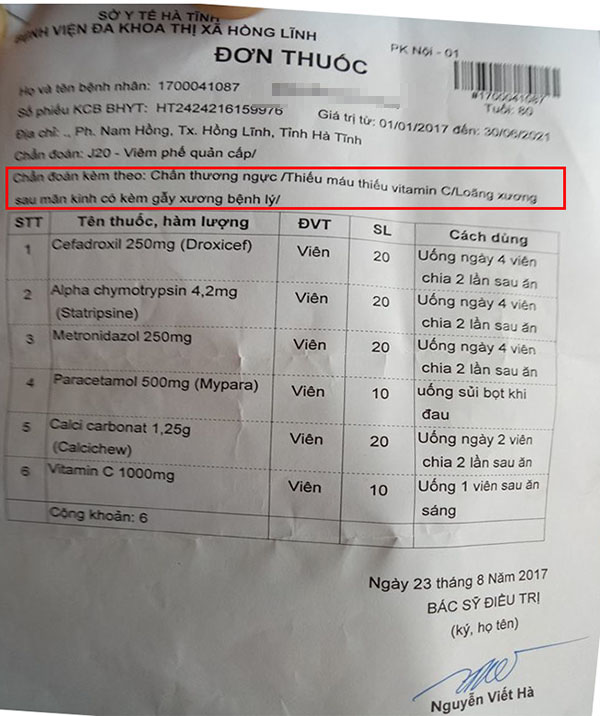 SỞ Y TẾ HÀ TĨNH
BỆNH VIỆN ĐA KHOA THỊ XÃ HỒNG LĨNH
PK Nội - 01
ĐƠN THUỐC
#1700041087
Họ và tên bệnh nhân: 1700041087
Tuổi: 80
Số phiếu KCB BHYT: HT2424216159976 Giá trị từ: 01/01/2017 đến: 30/06/2021
Địa chỉ: ., Ph. Nam Hồng, Tx. Hồng Lĩnh, Tỉnh Hà Tĩnh
Chẩn đoán: J20 - Viêm phế quản cấp/
Chẩn đoán kèm theo: Chấn thương ngực /Thiếu máu thiếu vitamin C/Loãng xương
sau mãn kinh có kèm gẫy xương bệnh lý/
STT Tên thuốc, hàm lượng ĐVT SL Cách dùng
1 Cefadroxil 250mg (Droxicef) Viên 20 Uống ngày 4 viên
chia 2 lần sau ăn
2 Alpha chymotrypsin 4,2mg Viên 20 Uống ngày 4 viên
(Statripsine) chia 2 lần sau ăn
3 Metronidazol 250mg Viên 20 Uống ngày 4 viên
chia 2 lần sau ăn
4 Paracetamol 500mg (Mypara) Viên 10 uống sủi bọt khi
đau
5 Calci carbonat 1,25g Viên 20 Uống ngày 2 viên
(Calcichew) chia 2 lần sau ăn
6 Vitamin C 1000mg Viên 10 Uống 1 viên sau ăn
sáng
Cộng khoản: 6
Ngày 23 tháng 8 Năm 2017
BÁC SỸ ĐIỀU TRỊ
(ký, họ tên)
Nguyễn Viết Hà